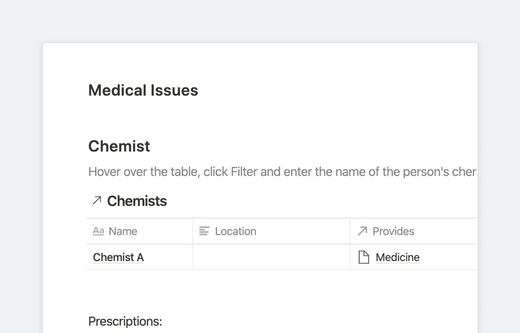 Medical Issues
Chemist
Hover over the table, click Filter and enter the name of the person's
Chemists
Aa Name Location Provides
Chemist A Medicine
Prescriptions: